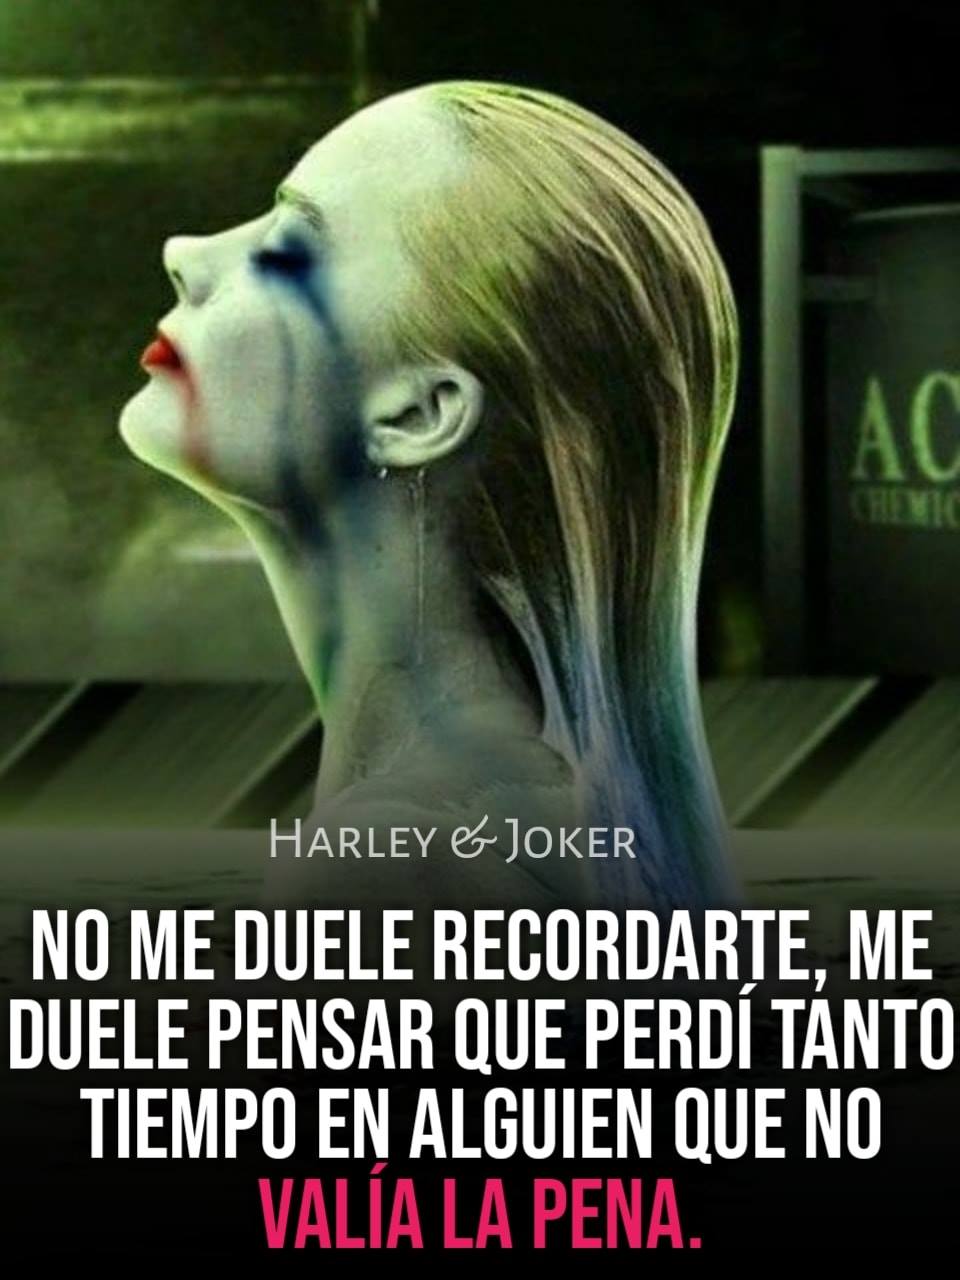 AC
CHEMIC
HARLEY & JOKER
NO ME DUELE RECORDARTE, ME
DUELE PENSAR QUE PERDÍ TANTO
TIEMPO EN ALGUIEN QUE NO
VALÍA LA PENA.